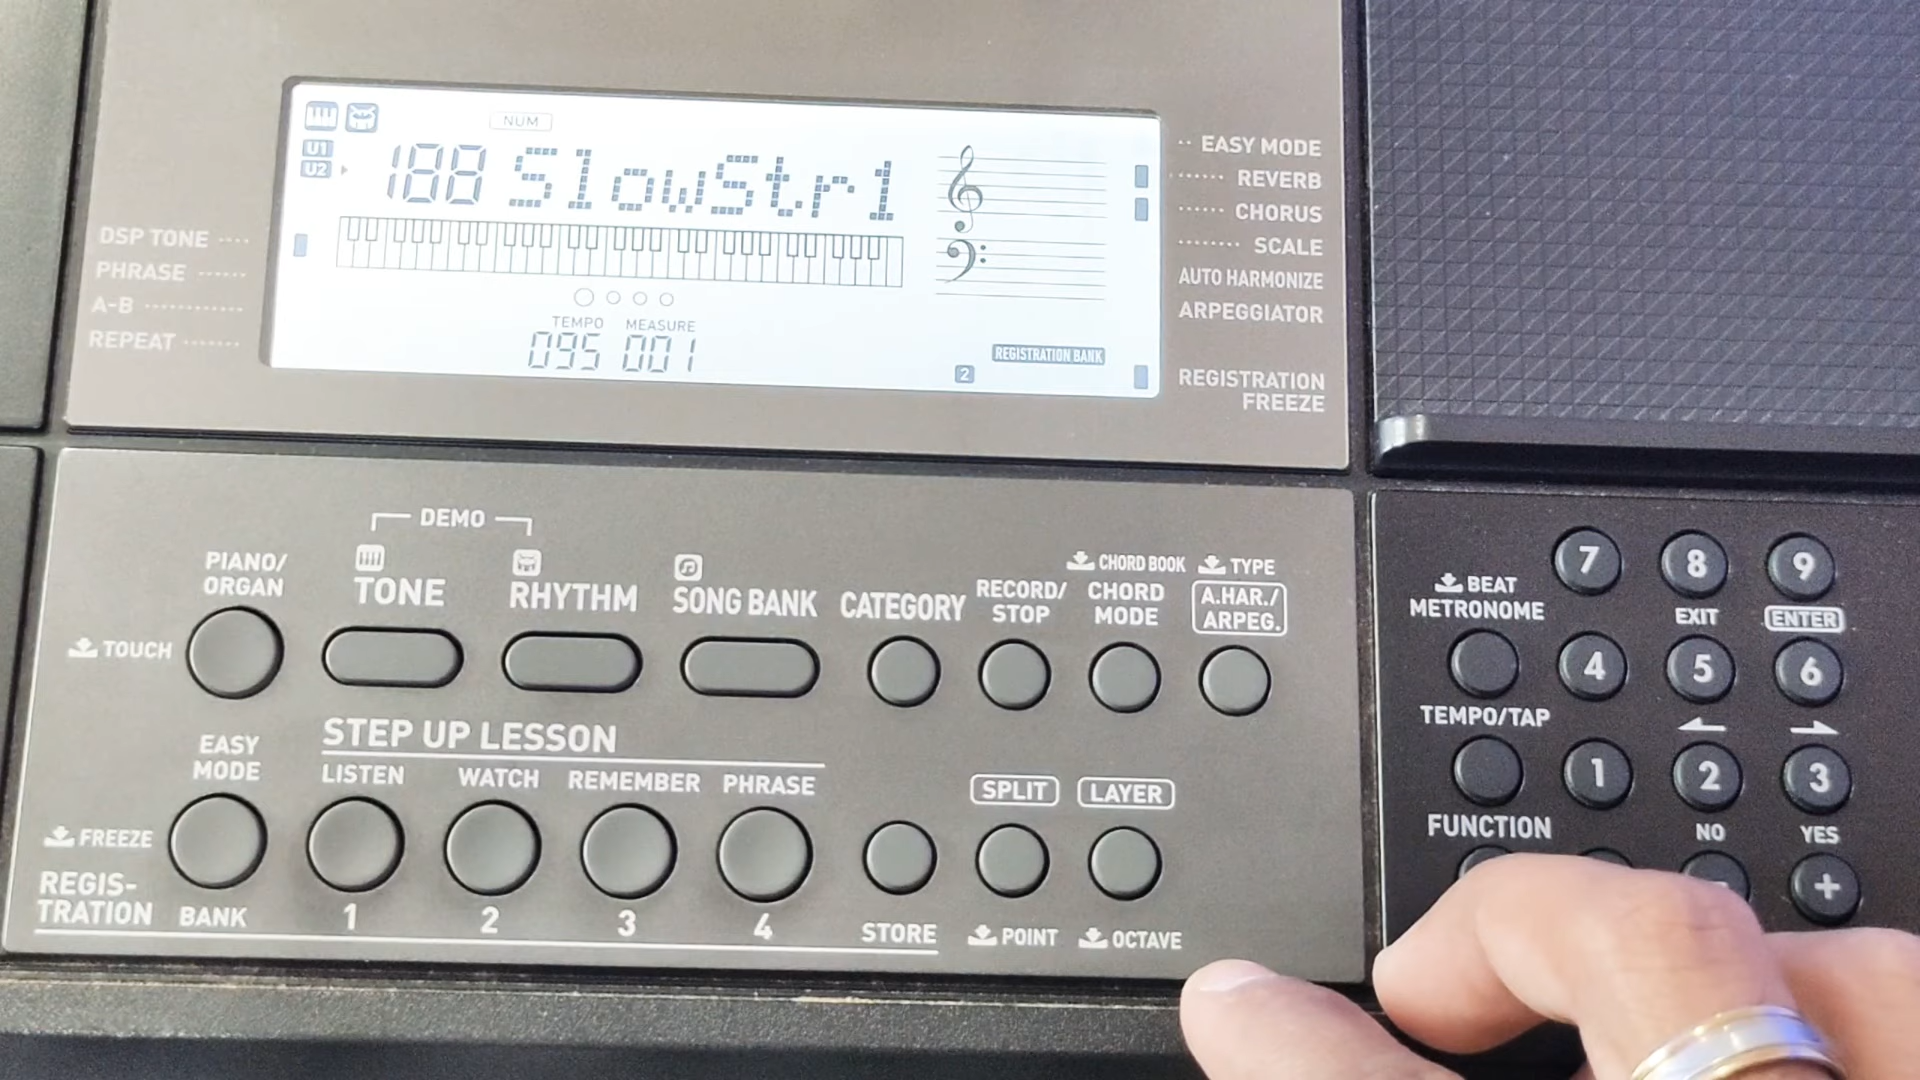 NUM
U1
U2
188 SlowStr1
TEMPO MEASURE
095 001
REGISTRATION BANK
2
DSP TONE
PHRASE
A-B
REPEAT
EASY MODE
REVERB
CHORUS
SCALE
AUTO HARMONIZE
ARPEGGIATOR
REGISTRATION
FREEZE
DEMO
PIANO/
ORGAN
TONE
RHYTHM
SONG BANK
CATEGORY
RECORD/
STOP
CHORD BOOK
CHORD
MODE
TYPE
A.HAR./
ARPEG.
TOUCH
EASY
MODE
STEP UP LESSON
LISTEN
WATCH
REMEMBER
PHRASE
SPLIT
LAYER
FREEZE
REGIS-
TRATION
BANK
1
2
3
4
STORE
POINT
OCTAVE
7
8
9
BEAT
METRONOME
EXIT
ENTER
4
5
6
TEMPO/TAP
1
2
3
FUNCTION
NO
YES
-
+